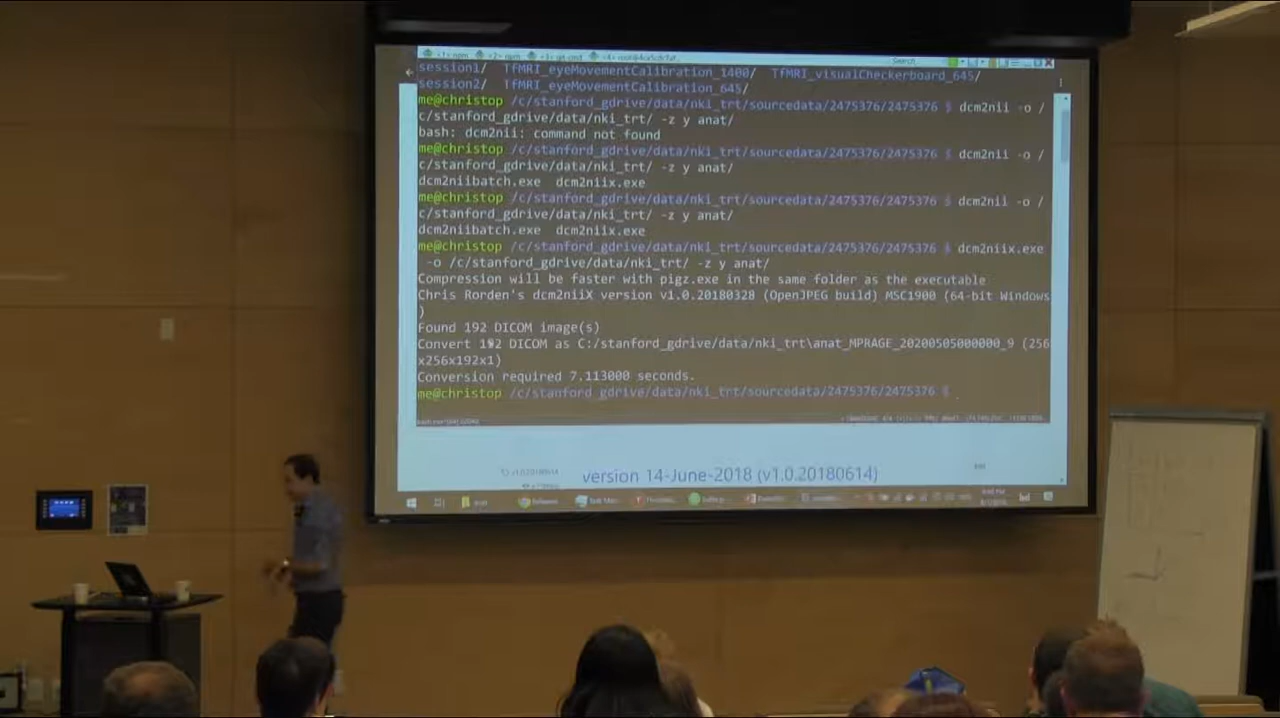 session1/  TfMRI_eyeMovementCalibration_1400/  TfMRI_visualCheckerboard_645/
session2/  TfMRI_eyeMovementCalibration_645/
me@christop /c/stanford_gdrive/data/nki_trt/sourcedata/2475376/2475376 $ dcm2nii -o /
c/stanford_gdrive/data/nki_trt/ -z y anat/
bash: dcm2nii: command not found
me@christop /c/stanford_gdrive/data/nki_trt/sourcedata/2475376/2475376 $ dcm2nii -o /
c/stanford_gdrive/data/nki_trt/ -z y anat/
dcm2niibatch.exe  dcm2niix.exe
me@christop /c/stanford_gdrive/data/nki_trt/sourcedata/2475376/2475376 $ dcm2nii -o /
c/stanford_gdrive/data/nki_trt/ -z y anat/
dcm2niibatch.exe  dcm2niix.exe
me@christop /c/stanford_gdrive/data/nki_trt/sourcedata/2475376/2475376 $ dcm2niix.exe
-o /c/stanford_gdrive/data/nki_trt/ -z y anat/
Compression will be faster with pigz.exe in the same folder as the executable
Chris Rorden's dcm2niiX version v1.0.20180328 (OpenJPEG build) MSC1900 (64-bit Windows
)
Found 192 DICOM image(s)
Convert 192 DICOM as C:/stanford_gdrive/data/nki_trt\anat_MPRAGE_20200505000000_9 (256
x256x192x1)
Conversion required 7.113000 seconds.
me@christop /c/stanford_gdrive/data/nki_trt/sourcedata/2475376/2475376 $
v1.0.20180614
version 14-June-2018 (v1.0.20180614)
Edit